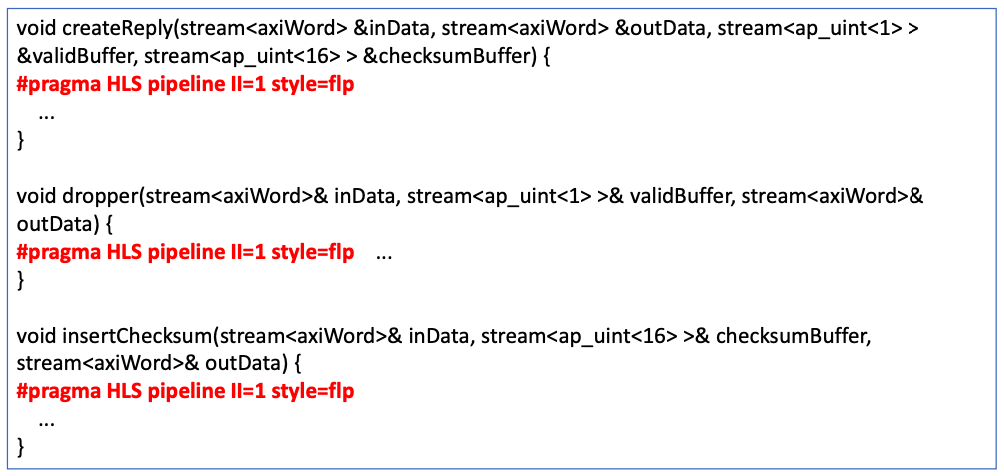 void createReply(stream<axiWord> &inData, stream<axiWord> &outData, stream<ap_uint<1> >
&validBuffer, stream<ap_uint<16> > &checksumBuffer) {
#pragma HLS pipeline II=1 style=flp
...
}
void dropper(stream<axiWord>& inData, stream<ap_uint<1> >& validBuffer, stream<axiWord>&
outData) {
#pragma HLS pipeline II=1 style=flp ...
}
void insertChecksum(stream<axiWord>& inData, stream<ap_uint<16> >& checksumBuffer,
stream<axiWord>& outData) {
#pragma HLS pipeline II=1 style=flp
...
}